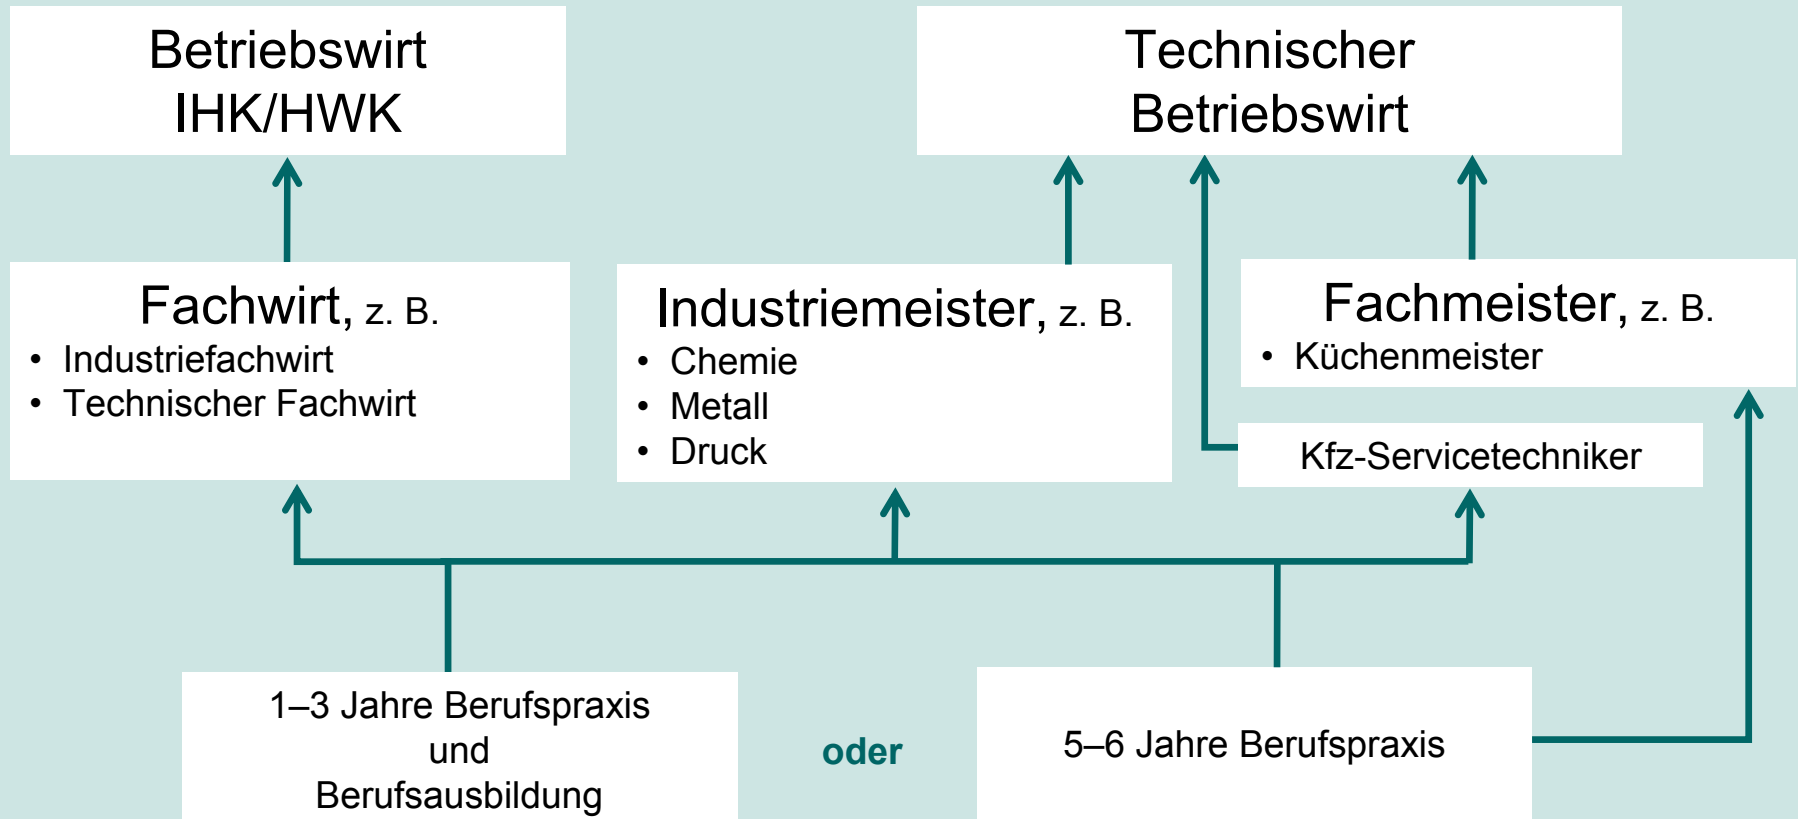 Betriebswirt
IHK/HWK
Technischer
Betriebswirt
Fachwirt, z. B.
• Industriefachwirt
• Technischer Fachwirt
Industriemeister, z. B.
• Chemie
• Metall
• Druck
Fachmeister, z. B.
• Küchenmeister
Kfz-Servicetechniker
1–3 Jahre Berufspraxis
und
Berufsausbildung
oder
5–6 Jahre Berufspraxis